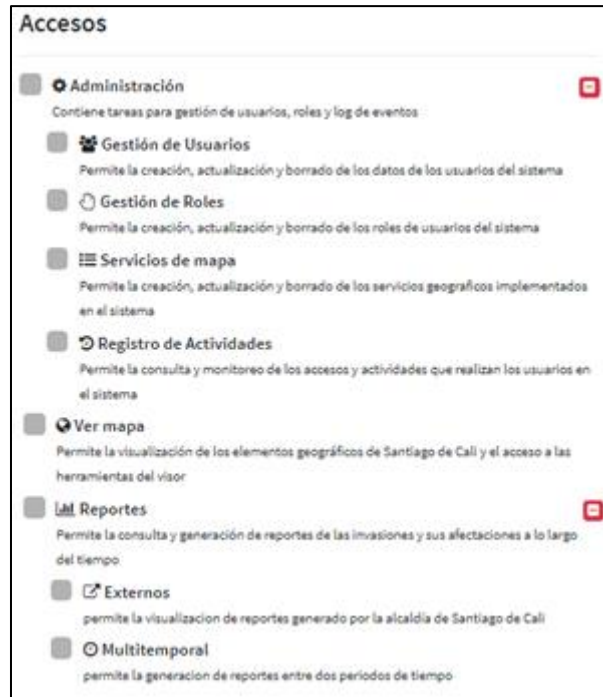 Accesos
Administración
Contiene tareas para gestión de usuarios, roles y log de eventos
Gestión de Usuarios
Permite la creación, actualización y borrado de los datos de los usuarios del sistema
Gestión de Roles
Permite la creación, actualización y borrado de los roles de usuarios del sistema
Servicios de mapa
Permite la creación, actualización y borrado de los servicios geograficos implementados
en el sistema
Registro de Actividades
Permite la consulta y monitoreo de los accesos y actividades que realizan los usuarios en
el sistema
Ver mapa
Permite la visualización de los elementos geográficos de Santiago de Cali y el acceso a las
herramientas del visor
Reportes
Permite la consulta y generación de reportes de las invasiones y sus afectaciones a lo largo
del tiempo
Externos
permite la visualizacion de reportes generado por la alcaldía de Santiago de Cali
Multitemporal
permite la generacion de reportes entre dos periodos de tiempo